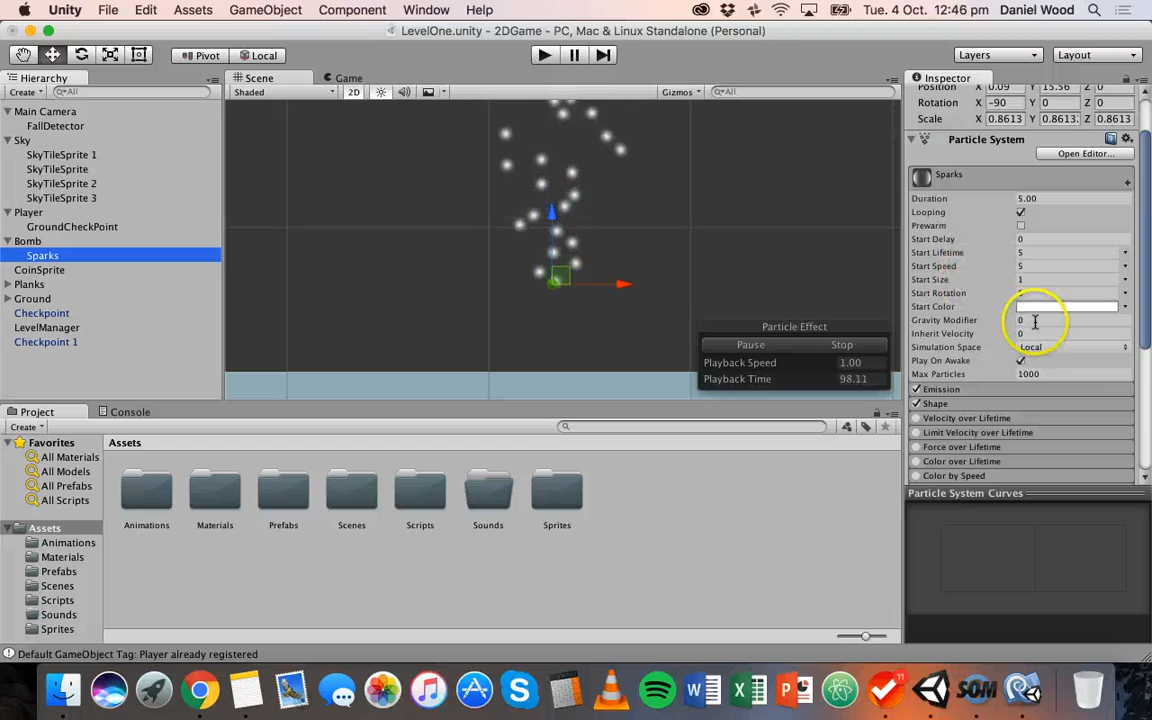 Unity File Edit Assets GameObject Component Window Help Tue. 4 Oct. 12:46 pm Daniel Wood
LevelOne.unity - 2DGame - PC, Mac & Linux Standalone (Personal)
Pivot Local Layers Layout
Hierarchy
Create All
Main Camera
FallDetector
Sky
SkyTileSprite 1
SkyTileSprite
SkyTileSprite 2
SkyTileSprite 3
Player
GroundCheckPoint
Bomb
Sparks
CoinSprite
Planks
Ground
Checkpoint
LevelManager
Checkpoint 1
Scene Game
Shaded 2D Gizmos All
Particle Effect
Pause Stop
Playback Speed 1.00
Playback Time 98.11
Inspector
Position X 0.09 Y 15.56 Z 0
Rotation X -90 Y 0 Z 0
Scale X 0.8613 Y 0.8613 Z 0.8613
Particle System
Open Editor...
Sparks
Duration 5.00
Looping
Prewarm
Start Delay 0
Start Lifetime 5
Start Speed 5
Start Size 1
Start Rotation
Start Color
Gravity Modifier 0
Inherit Velocity 0
Simulation Space Local
Play On Awake
Max Particles 1000
Emission
Shape
Velocity over Lifetime
Limit Velocity over Lifetime
Force over Lifetime
Color over Lifetime
Color by Speed
Particle System Curves
Project Console
Create
Favorites
All Materials
All Models
All Prefabs
All Scripts
Assets
Animations
Materials
Prefabs
Scenes
Scripts
Sounds
Sprites
Assets
Animations Materials Prefabs Scenes Scripts Sounds Sprites
Default GameObject Tag: Player already registered
11
SOM